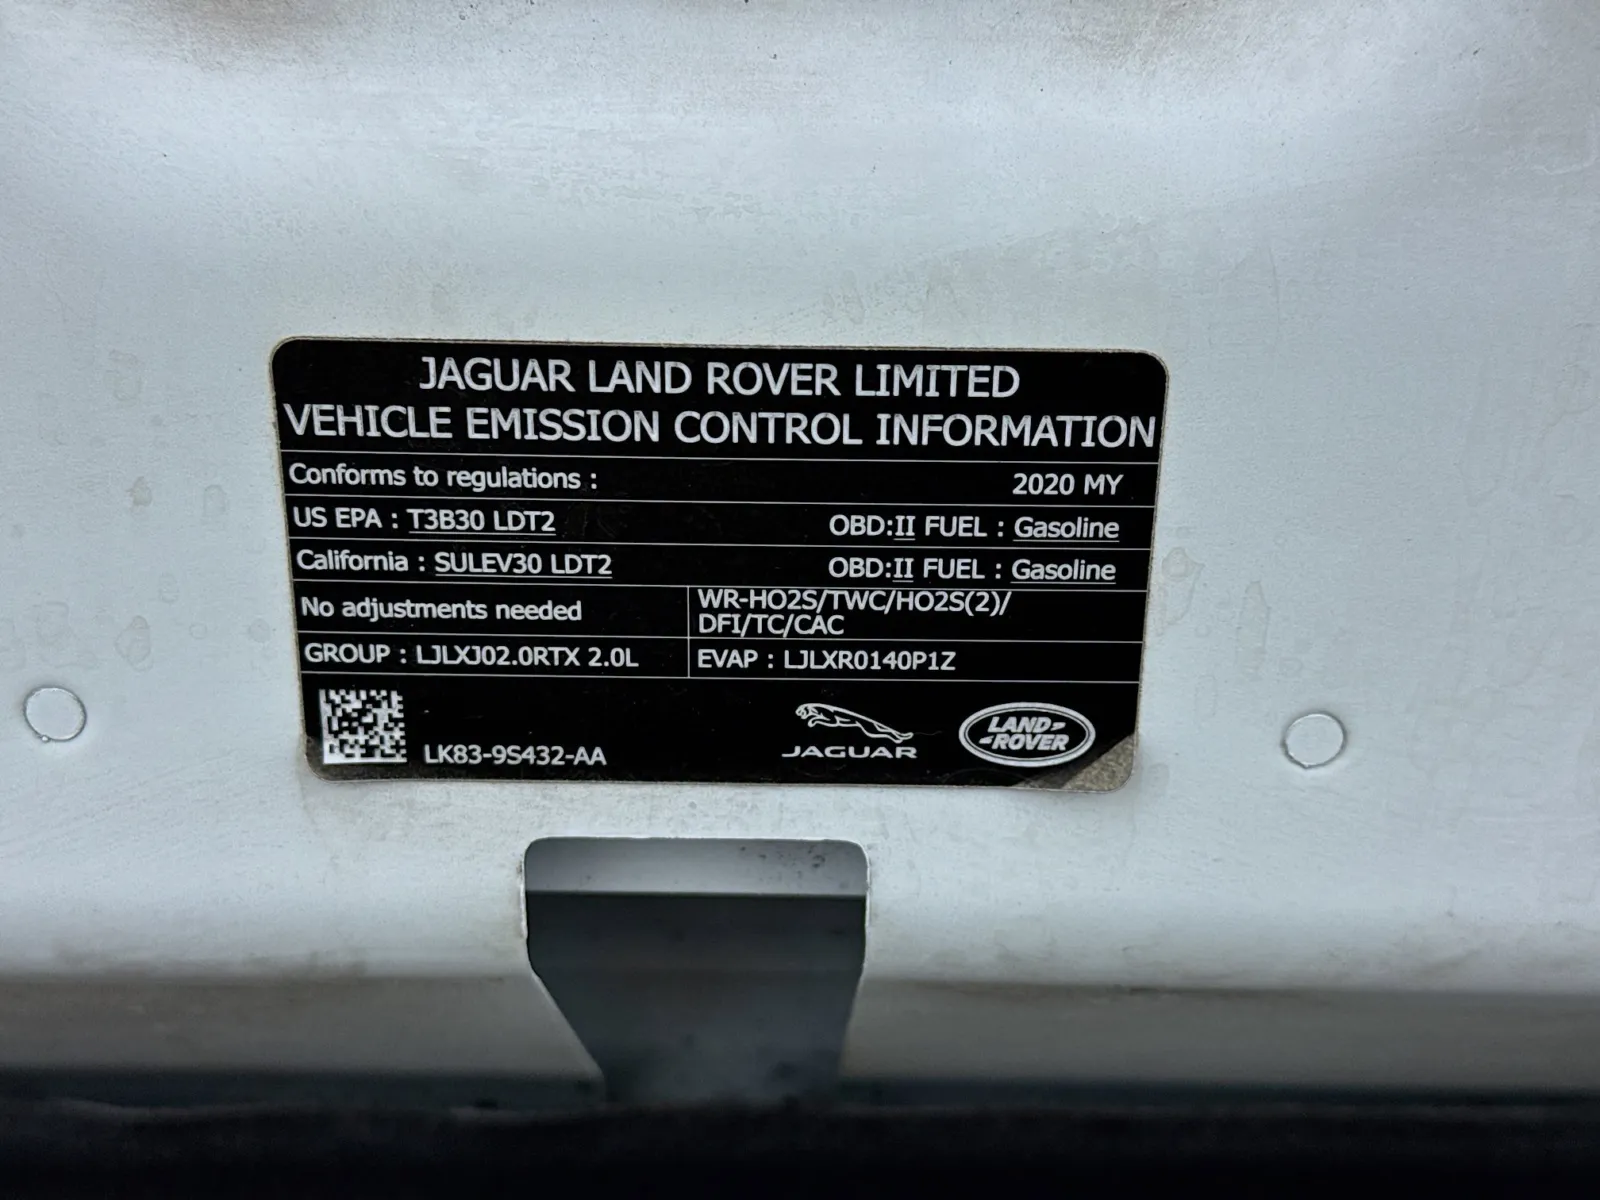 JAGUAR LAND ROVER LIMITED
VEHICLE EMISSION CONTROL INFORMATION
Conforms to regulations : 2020 MY
US EPA : T3B30 LDT2 OBD:II FUEL : Gasoline
California : SULEV30 LDT2 OBD:II FUEL : Gasoline
No adjustments needed
WR-HO2S/TWC/HO2S(2)/
DFI/TC/CAC
GROUP : LJLXJ02.0RTX 2.0L EVAP : LJLXR0140P1Z
LK83-9S432-AA
JAGUAR
LAND-
-ROVER